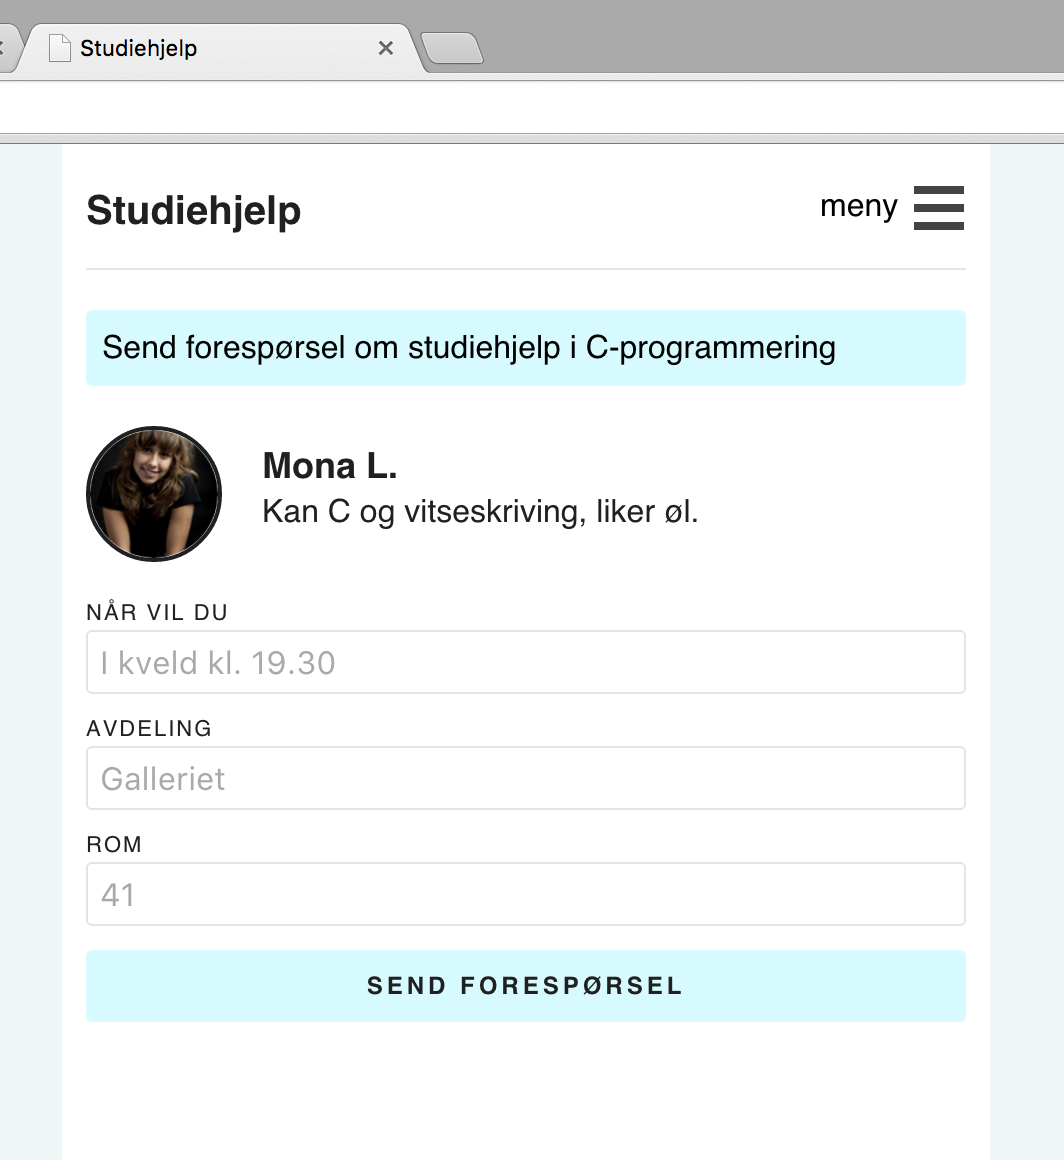 Studiehjelp
Studiehjelp
meny
Send forespørsel om studiehjelp i C-programmering
Mona L.
Kan C og vitseskriving, liker øl.
NÅR VIL DU
I kveld kl. 19.30
AVDELING
Galleriet
ROM
41
SEND FORESPØRSEL